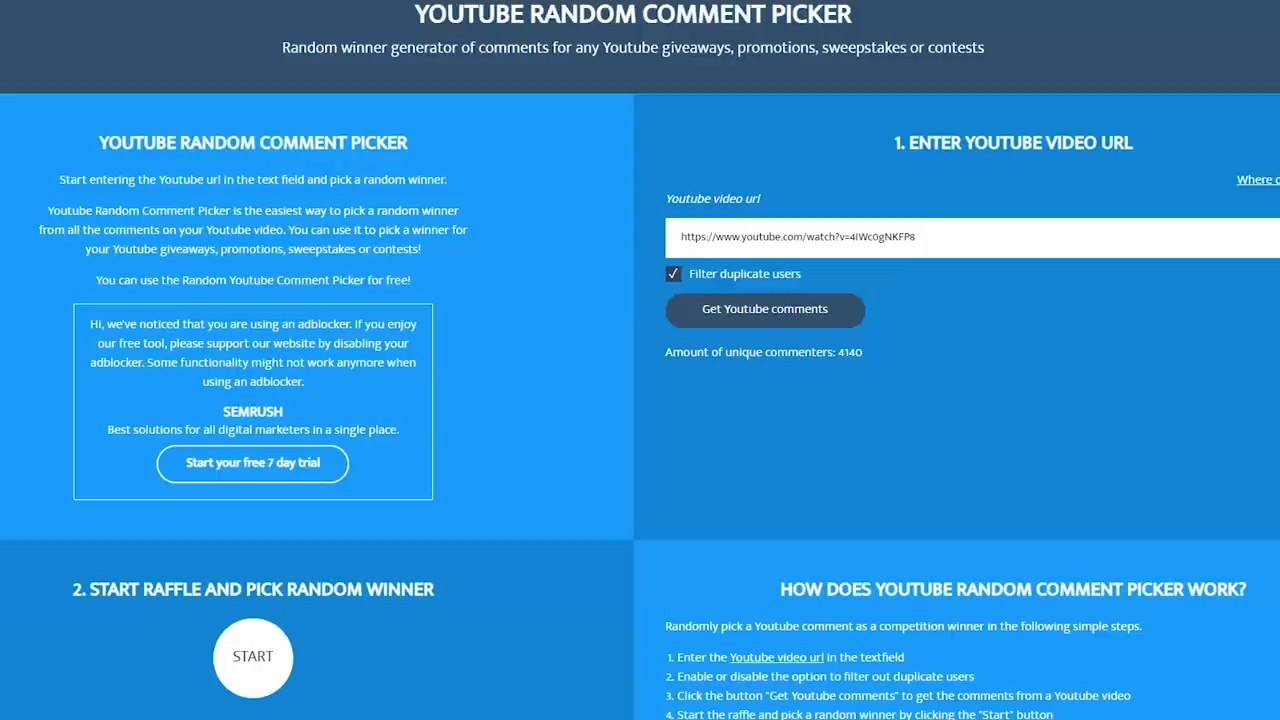 YOUTUBE RANDOM COMMENT PICKER
Random winner generator of comments for any Youtube giveaways, promotions, sweepstakes or contests
YOUTUBE RANDOM COMMENT PICKER
Start entering the Youtube url in the text field and pick a random winner.
Youtube Random Comment Picker is the easiest way to pick a random winner
from all the comments on your Youtube video. You can use it to pick a winner for
your Youtube giveaways, promotions, sweepstakes or contests!
You can use the Random Youtube Comment Picker for free!
Hi, we've noticed that you are using an adblocker. If you enjoy
our free tool, please support our website by disabling your
adblocker. Some functionality might not work anymore when
using an adblocker.
SEMRUSH
Best solutions for all digital marketers in a single place.
Start your free 7 day trial
1. ENTER YOUTUBE VIDEO URL
Where
Youtube video url
https://www.youtube.com/watch?v=4IWc0gNKFP8
Filter duplicate users
Get Youtube comments
Amount of unique commenters: 4140
2. START RAFFLE AND PICK RANDOM WINNER
START
HOW DOES YOUTUBE RANDOM COMMENT PICKER WORK?
Randomly pick a Youtube comment as a competition winner in the following simple steps.
1. Enter the Youtube video url in the textfield
2. Enable or disable the option to filter out duplicate users
3. Click the button "Get Youtube comments" to get the comments from a Youtube video
4. Start the raffle and pick a random winner by clicking the "Start" button